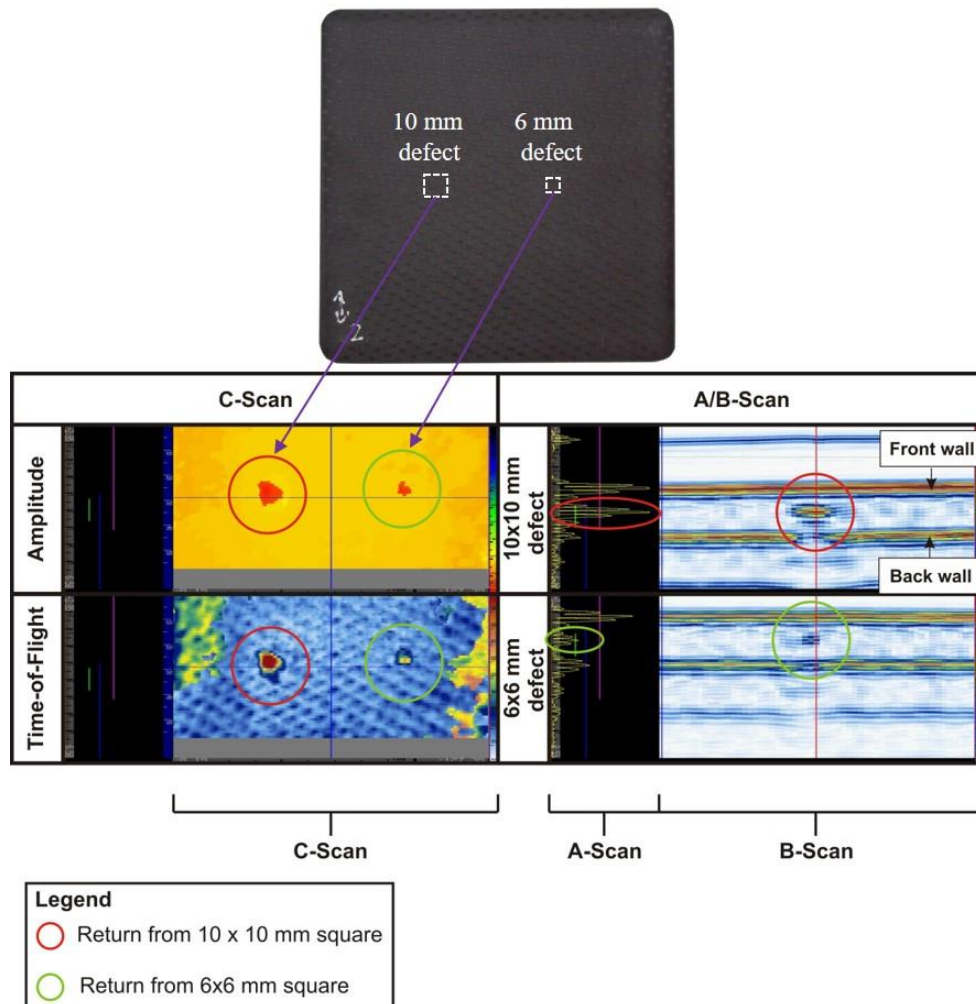 10 mm
defect
6 mm
defect
2
C-Scan
A/B-Scan
Amplitude
10x10 mm
defect
Front wall
Back wall
Time-of-Flight
6x6 mm
defect
C-Scan
A-Scan
B-Scan
Legend
Return from 10 x 10 mm square
Return from 6x6 mm square